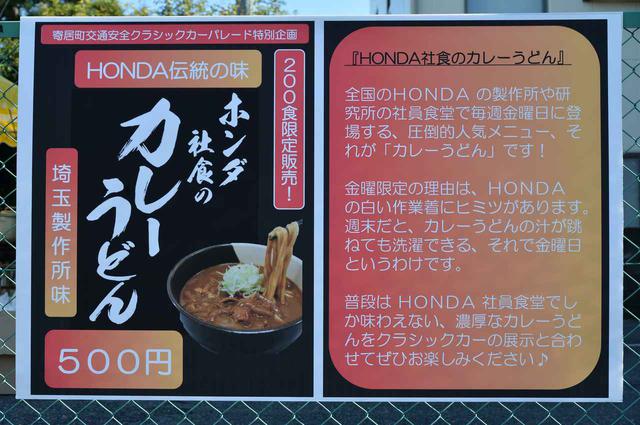 寄居町交通安全クラシックカーパレード特別企画
HONDA伝統の味
200食限定販売！
ホンダ
社食の
カレー
うどん
埼玉製作所味
500円
『HONDA社食のカレーうどん』
全国のHONDA の製作所や研
究所の社員食堂で毎週金曜日に登
場する、圧倒的人気メニュー、そ
れが「カレーうどん」です！
金曜限定の理由は、HONDA
の白い作業着にヒミツがあります。
週末だと、カレーうどんの汁が跳
ねても洗濯できる、それで金曜日
というわけです。
普段は HONDA 社員食堂でし
か味わえない、濃厚なカレーうど
んをクラシックカーの展示と合わ
せてぜひお楽しみください♪